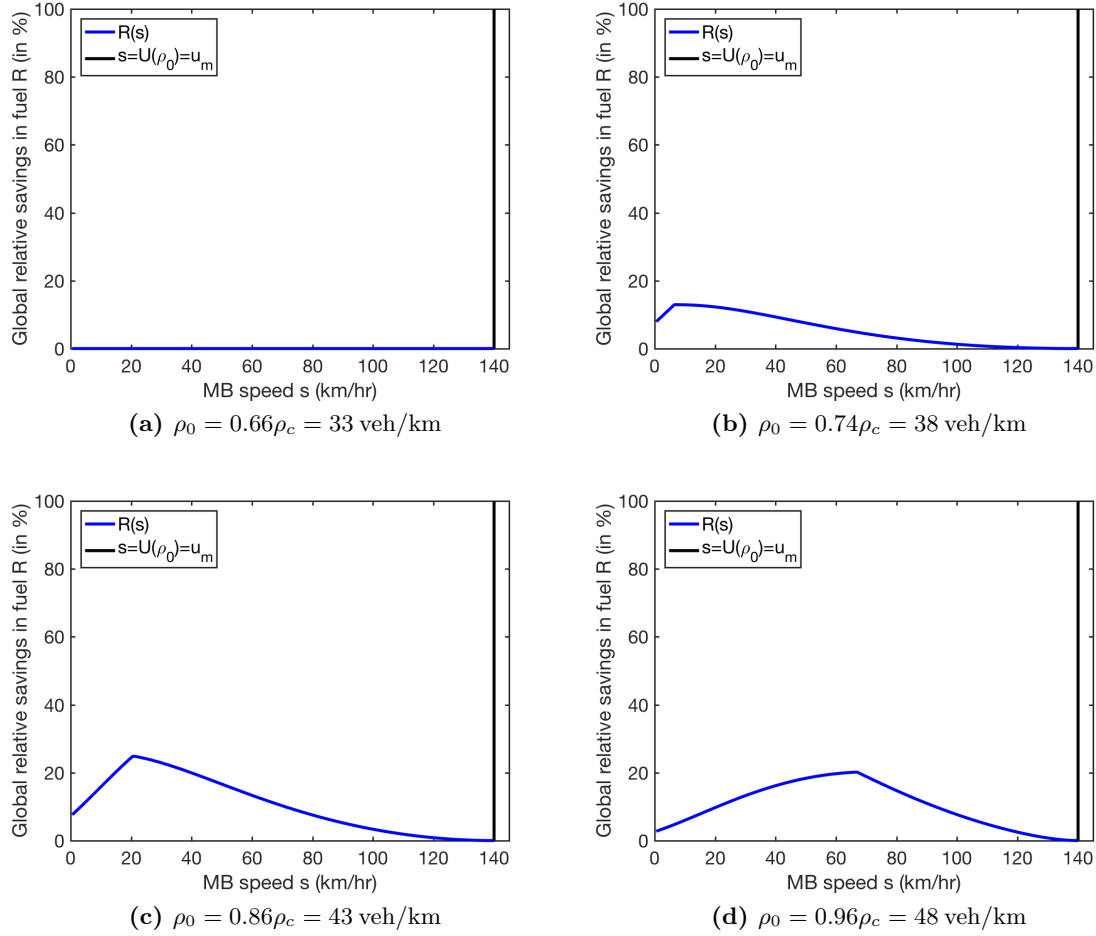 Global relative savings in fuel R (in %)
100
80
60
40
20
0
R(s)
s=U(ρ₀)=uₘ
0 20 40 60 80 100 120 140
MB speed s (km/hr)
(a) ρ₀ = 0.66ρ_c = 33 veh/km
Global relative savings in fuel R (in %)
100
80
60
40
20
0
R(s)
s=U(ρ₀)=uₘ
0 20 40 60 80 100 120 140
MB speed s (km/hr)
(b) ρ₀ = 0.74ρ_c = 38 veh/km
Global relative savings in fuel R (in %)
100
80
60
40
20
0
R(s)
s=U(ρ₀)=uₘ
0 20 40 60 80 100 120 140
MB speed s (km/hr)
(c) ρ₀ = 0.86ρ_c = 43 veh/km
Global relative savings in fuel R (in %)
100
80
60
40
20
0
R(s)
s=U(ρ₀)=uₘ
0 20 40 60 80 100 120 140
MB speed s (km/hr)
(d) ρ₀ = 0.96ρ_c = 48 veh/km